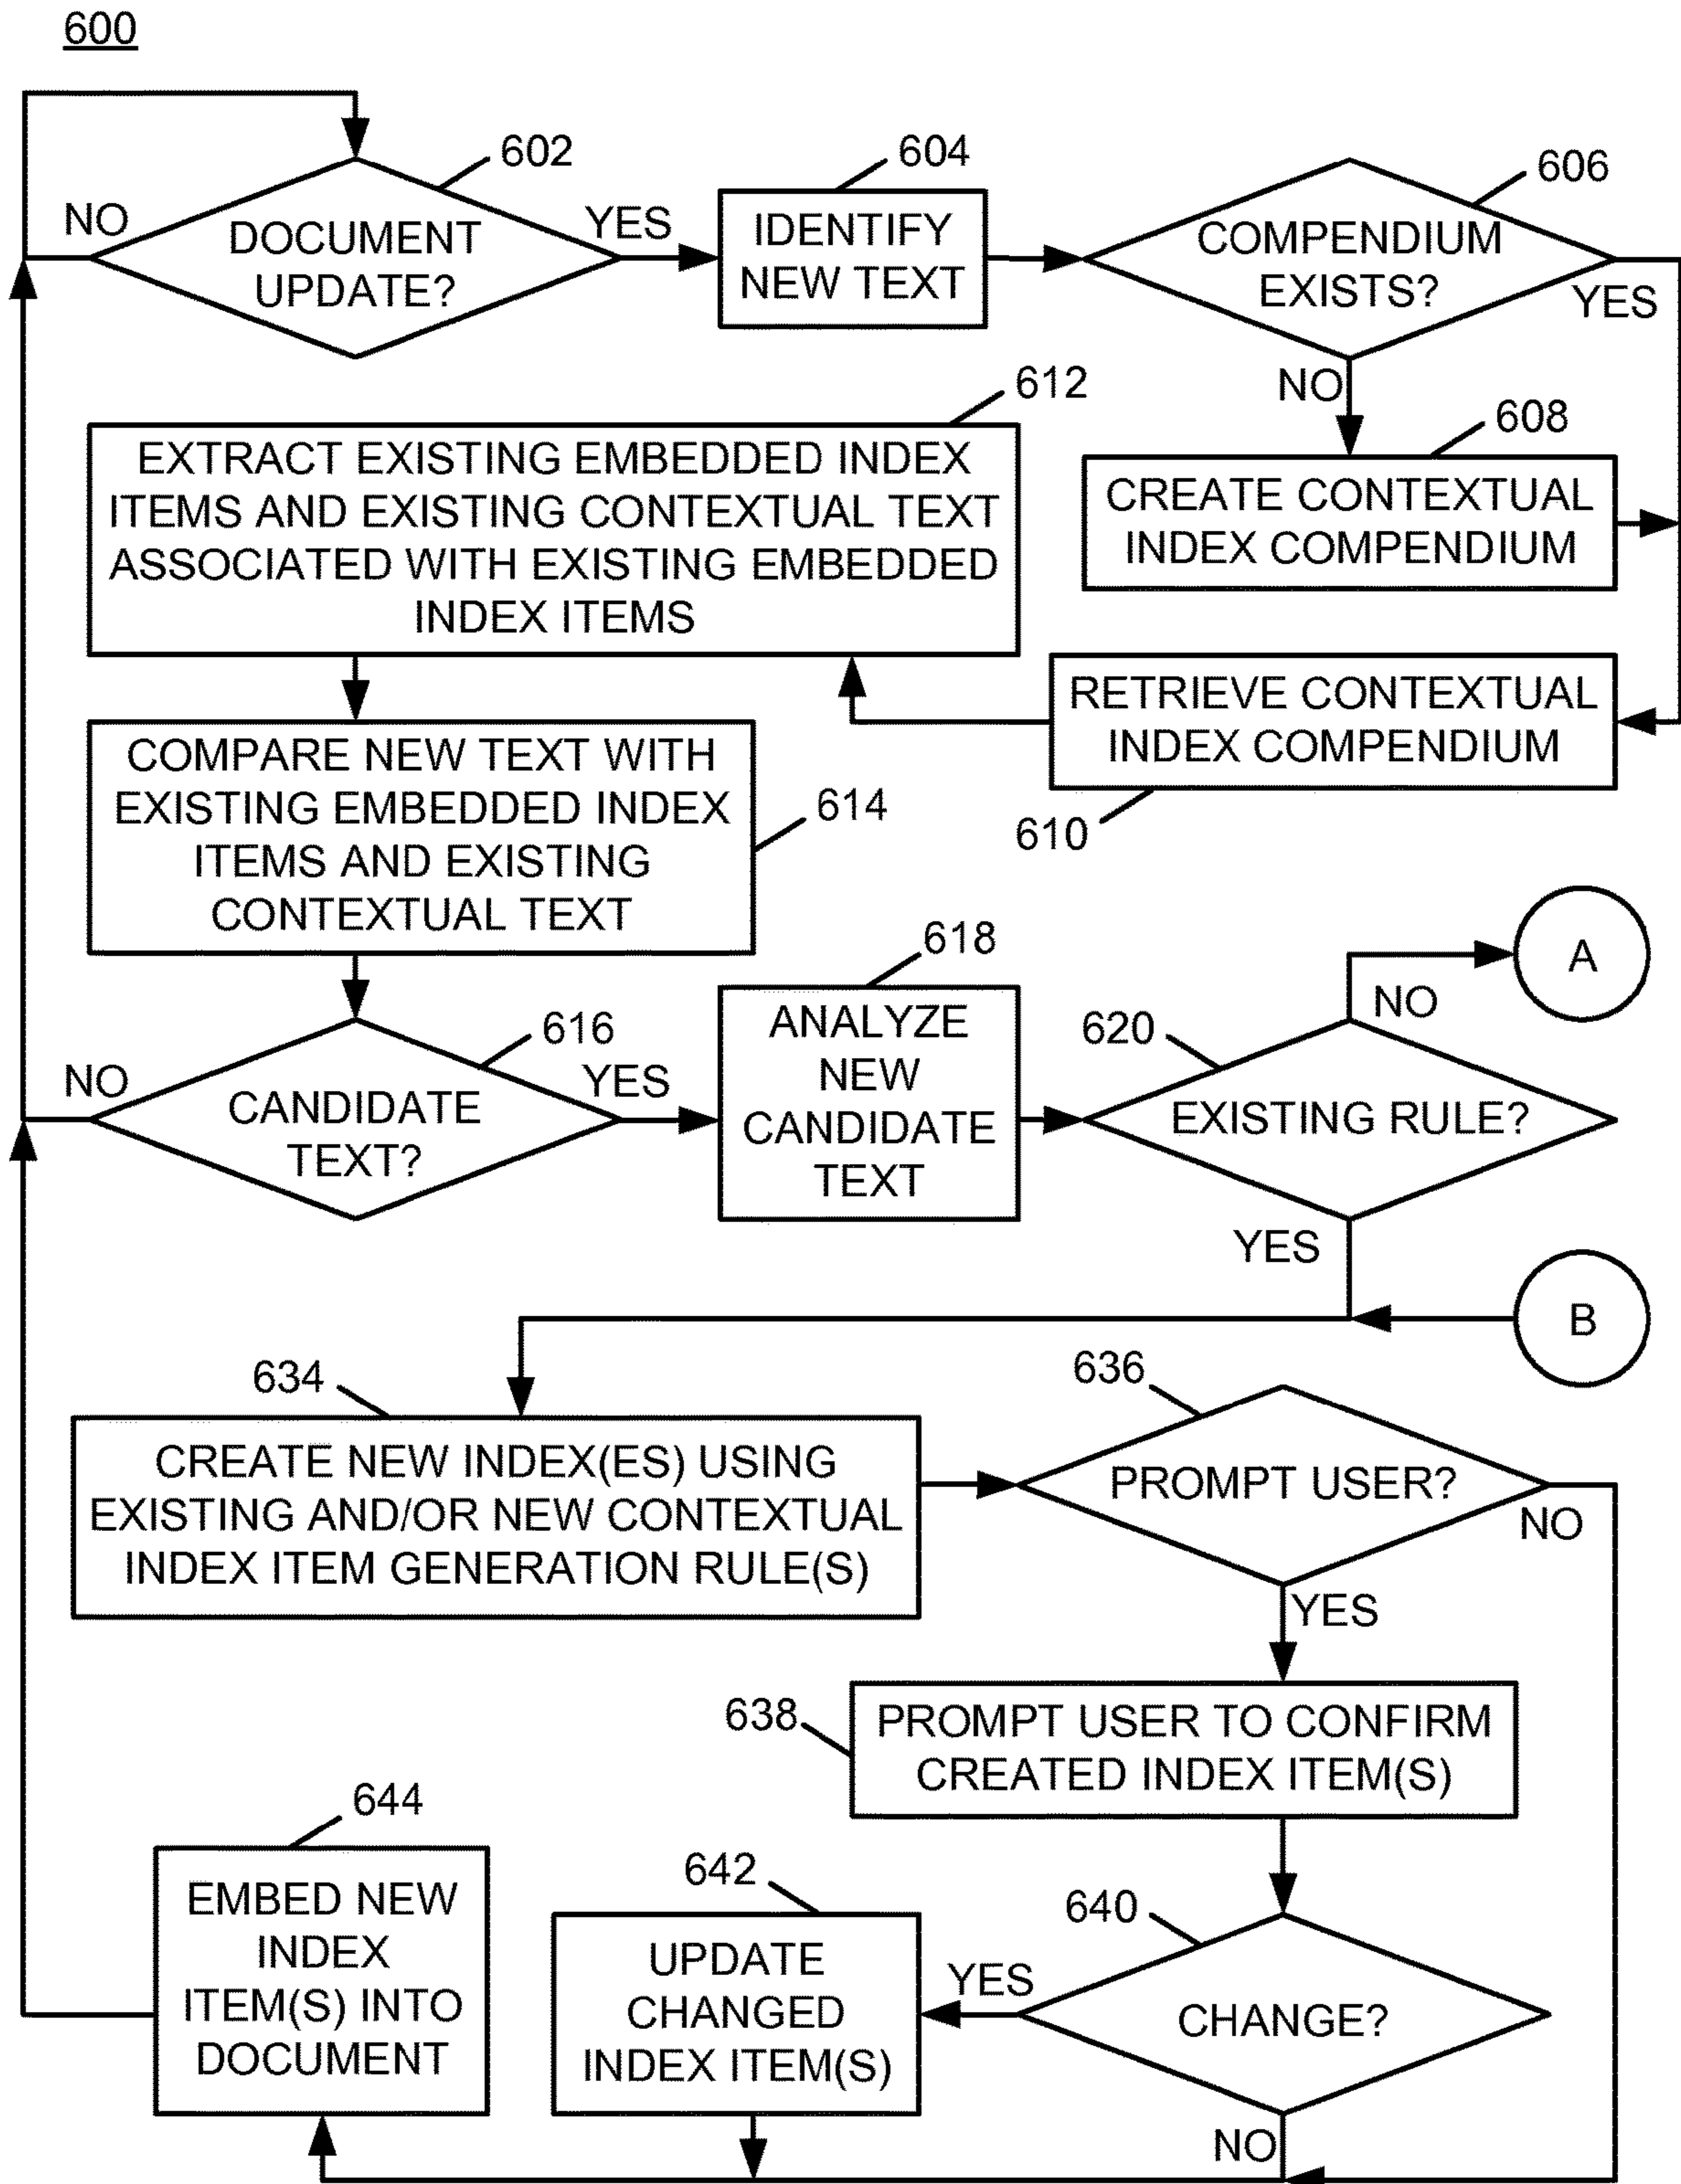 600
602
NO
DOCUMENT
UPDATE?
YES
604
IDENTIFY
NEW TEXT
606
COMPENDIUM
EXISTS?
YES
NO
608
CREATE CONTEXTUAL
INDEX COMPENDIUM
612
EXTRACT EXISTING EMBEDDED INDEX
ITEMS AND EXISTING CONTEXTUAL TEXT
ASSOCIATED WITH EXISTING EMBEDDED
INDEX ITEMS
RETRIEVE CONTEXTUAL
INDEX COMPENDIUM
610
COMPARE NEW TEXT WITH
EXISTING EMBEDDED INDEX
ITEMS AND EXISTING
CONTEXTUAL TEXT
614
616
NO
CANDIDATE
TEXT?
YES
618
ANALYZE
NEW
CANDIDATE
TEXT
620
EXISTING RULE?
NO
A
YES
B
634
CREATE NEW INDEX(ES) USING
EXISTING AND/OR NEW CONTEXTUAL
INDEX ITEM GENERATION RULE(S)
636
PROMPT USER?
NO
YES
638
PROMPT USER TO CONFIRM
CREATED INDEX ITEM(S)
640
CHANGE?
YES
NO
642
UPDATE
CHANGED
INDEX ITEM(S)
644
EMBED NEW
INDEX
ITEM(S) INTO
DOCUMENT